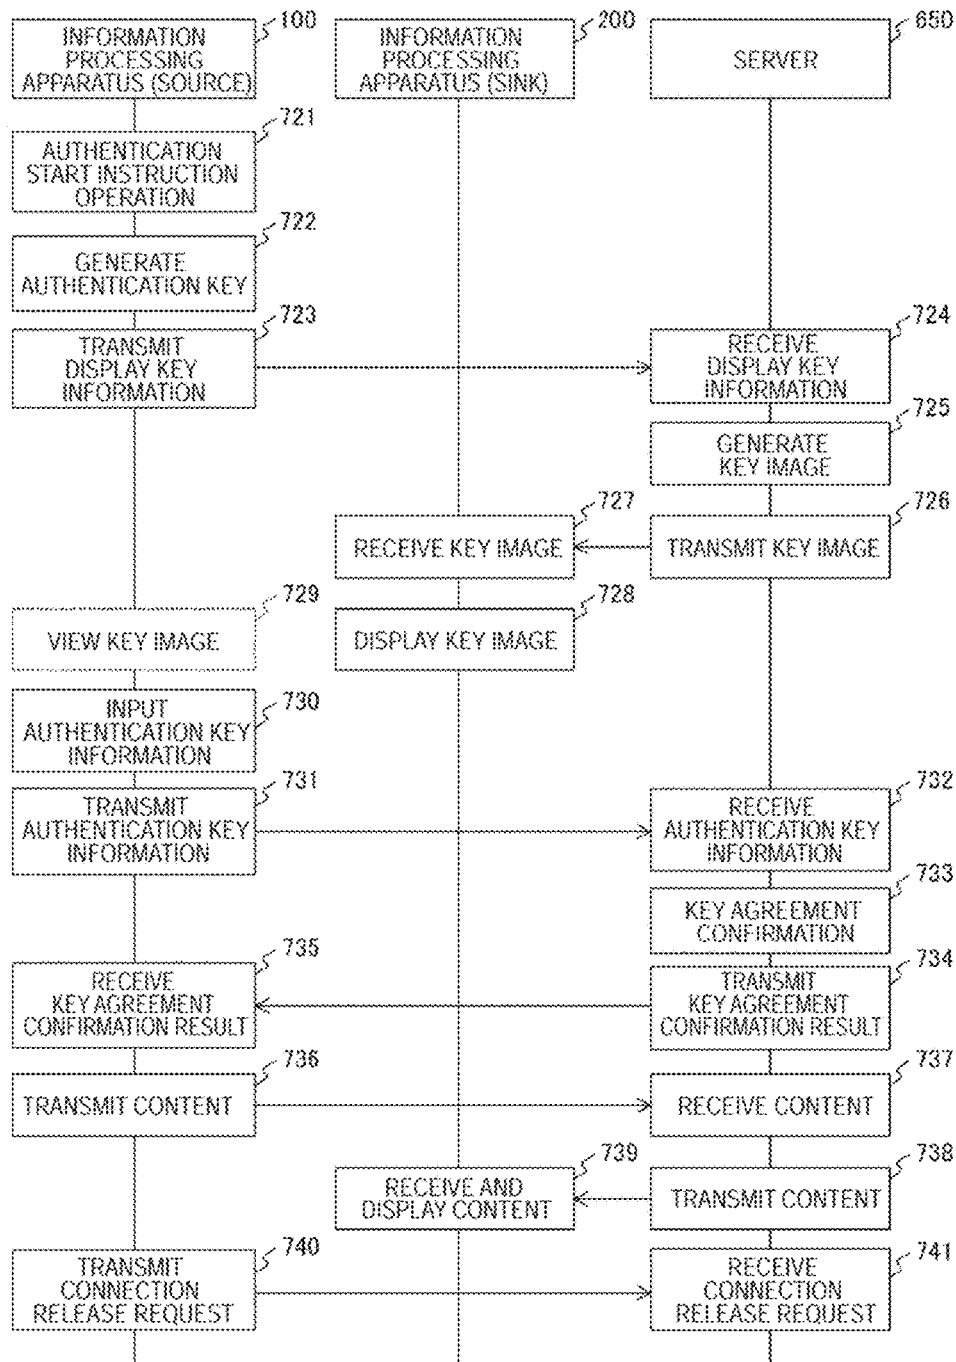 100
INFORMATION
PROCESSING
APPARATUS (SOURCE)
200
INFORMATION
PROCESSING
APPARATUS (SINK)
650
SERVER
721
AUTHENTICATION
START INSTRUCTION
OPERATION
722
GENERATE
AUTHENTICATION KEY
723
TRANSMIT
DISPLAY KEY
INFORMATION
724
RECEIVE
DISPLAY KEY
INFORMATION
725
GENERATE
KEY IMAGE
726
TRANSMIT KEY IMAGE
727
RECEIVE KEY IMAGE
728
DISPLAY KEY IMAGE
729
VIEW KEY IMAGE
730
INPUT
AUTHENTICATION KEY
INFORMATION
731
TRANSMIT
AUTHENTICATION KEY
INFORMATION
732
RECEIVE
AUTHENTICATION KEY
INFORMATION
733
KEY AGREEMENT
CONFIRMATION
734
TRANSMIT
KEY AGREEMENT
CONFIRMATION RESULT
735
RECEIVE
KEY AGREEMENT
CONFIRMATION RESULT
736
TRANSMIT CONTENT
737
RECEIVE CONTENT
738
TRANSMIT CONTENT
739
RECEIVE AND
DISPLAY CONTENT
740
TRANSMIT
CONNECTION
RELEASE REQUEST
741
RECEIVE
CONNECTION
RELEASE REQUEST